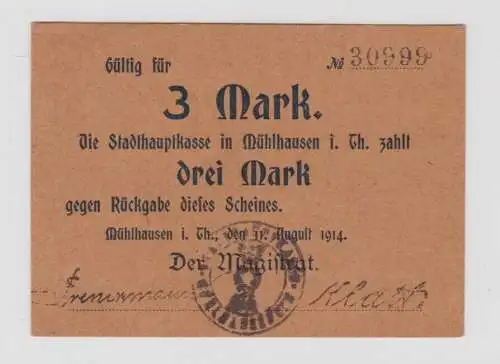 Gültig für
№ 30999
3 Mark.
Die Stadthauptkasse in Mühlhausen i. Th. zahlt
drei Mark
gegen Rückgabe dieses Scheines.
Mühlhausen i. Th., den 11. August 1914.
Der Magistrat.